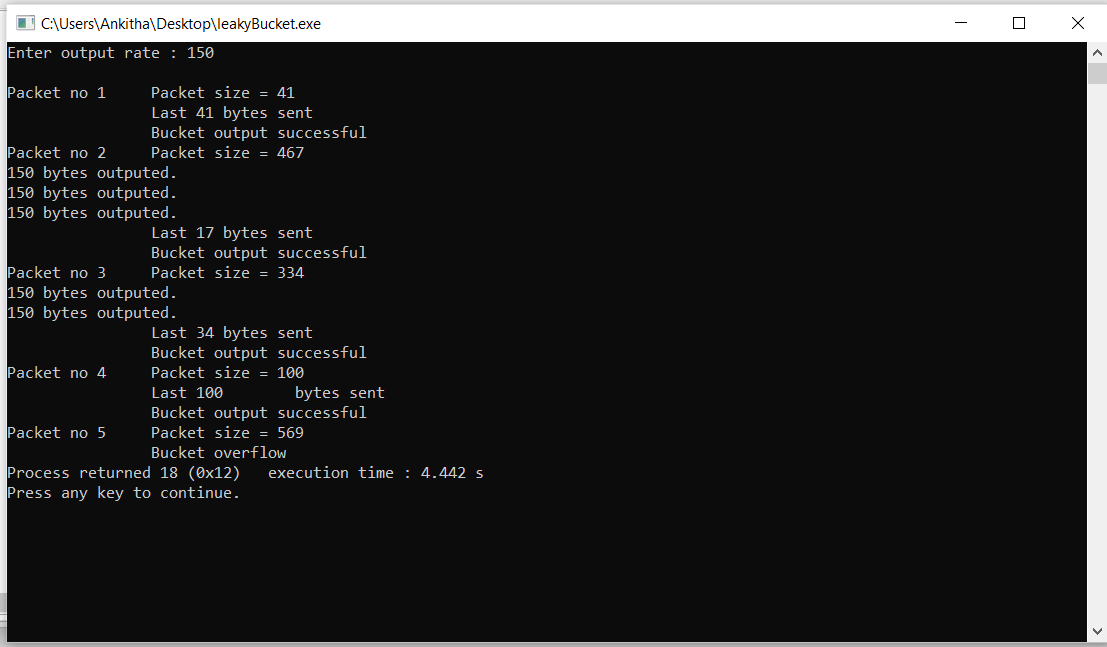 C:\Users\Ankitha\Desktop\leakyBucket.exe
Enter output rate : 150
Packet no 1     Packet size = 41
                Last 41 bytes sent
                Bucket output successful
Packet no 2     Packet size = 467
150 bytes outputed.
150 bytes outputed.
150 bytes outputed.
                Last 17 bytes sent
                Bucket output successful
Packet no 3     Packet size = 334
150 bytes outputed.
150 bytes outputed.
                Last 34 bytes sent
                Bucket output successful
Packet no 4     Packet size = 100
                Last 100        bytes sent
                Bucket output successful
Packet no 5     Packet size = 569
                Bucket overflow
Process returned 18 (0x12)   execution time : 4.442 s
Press any key to continue.